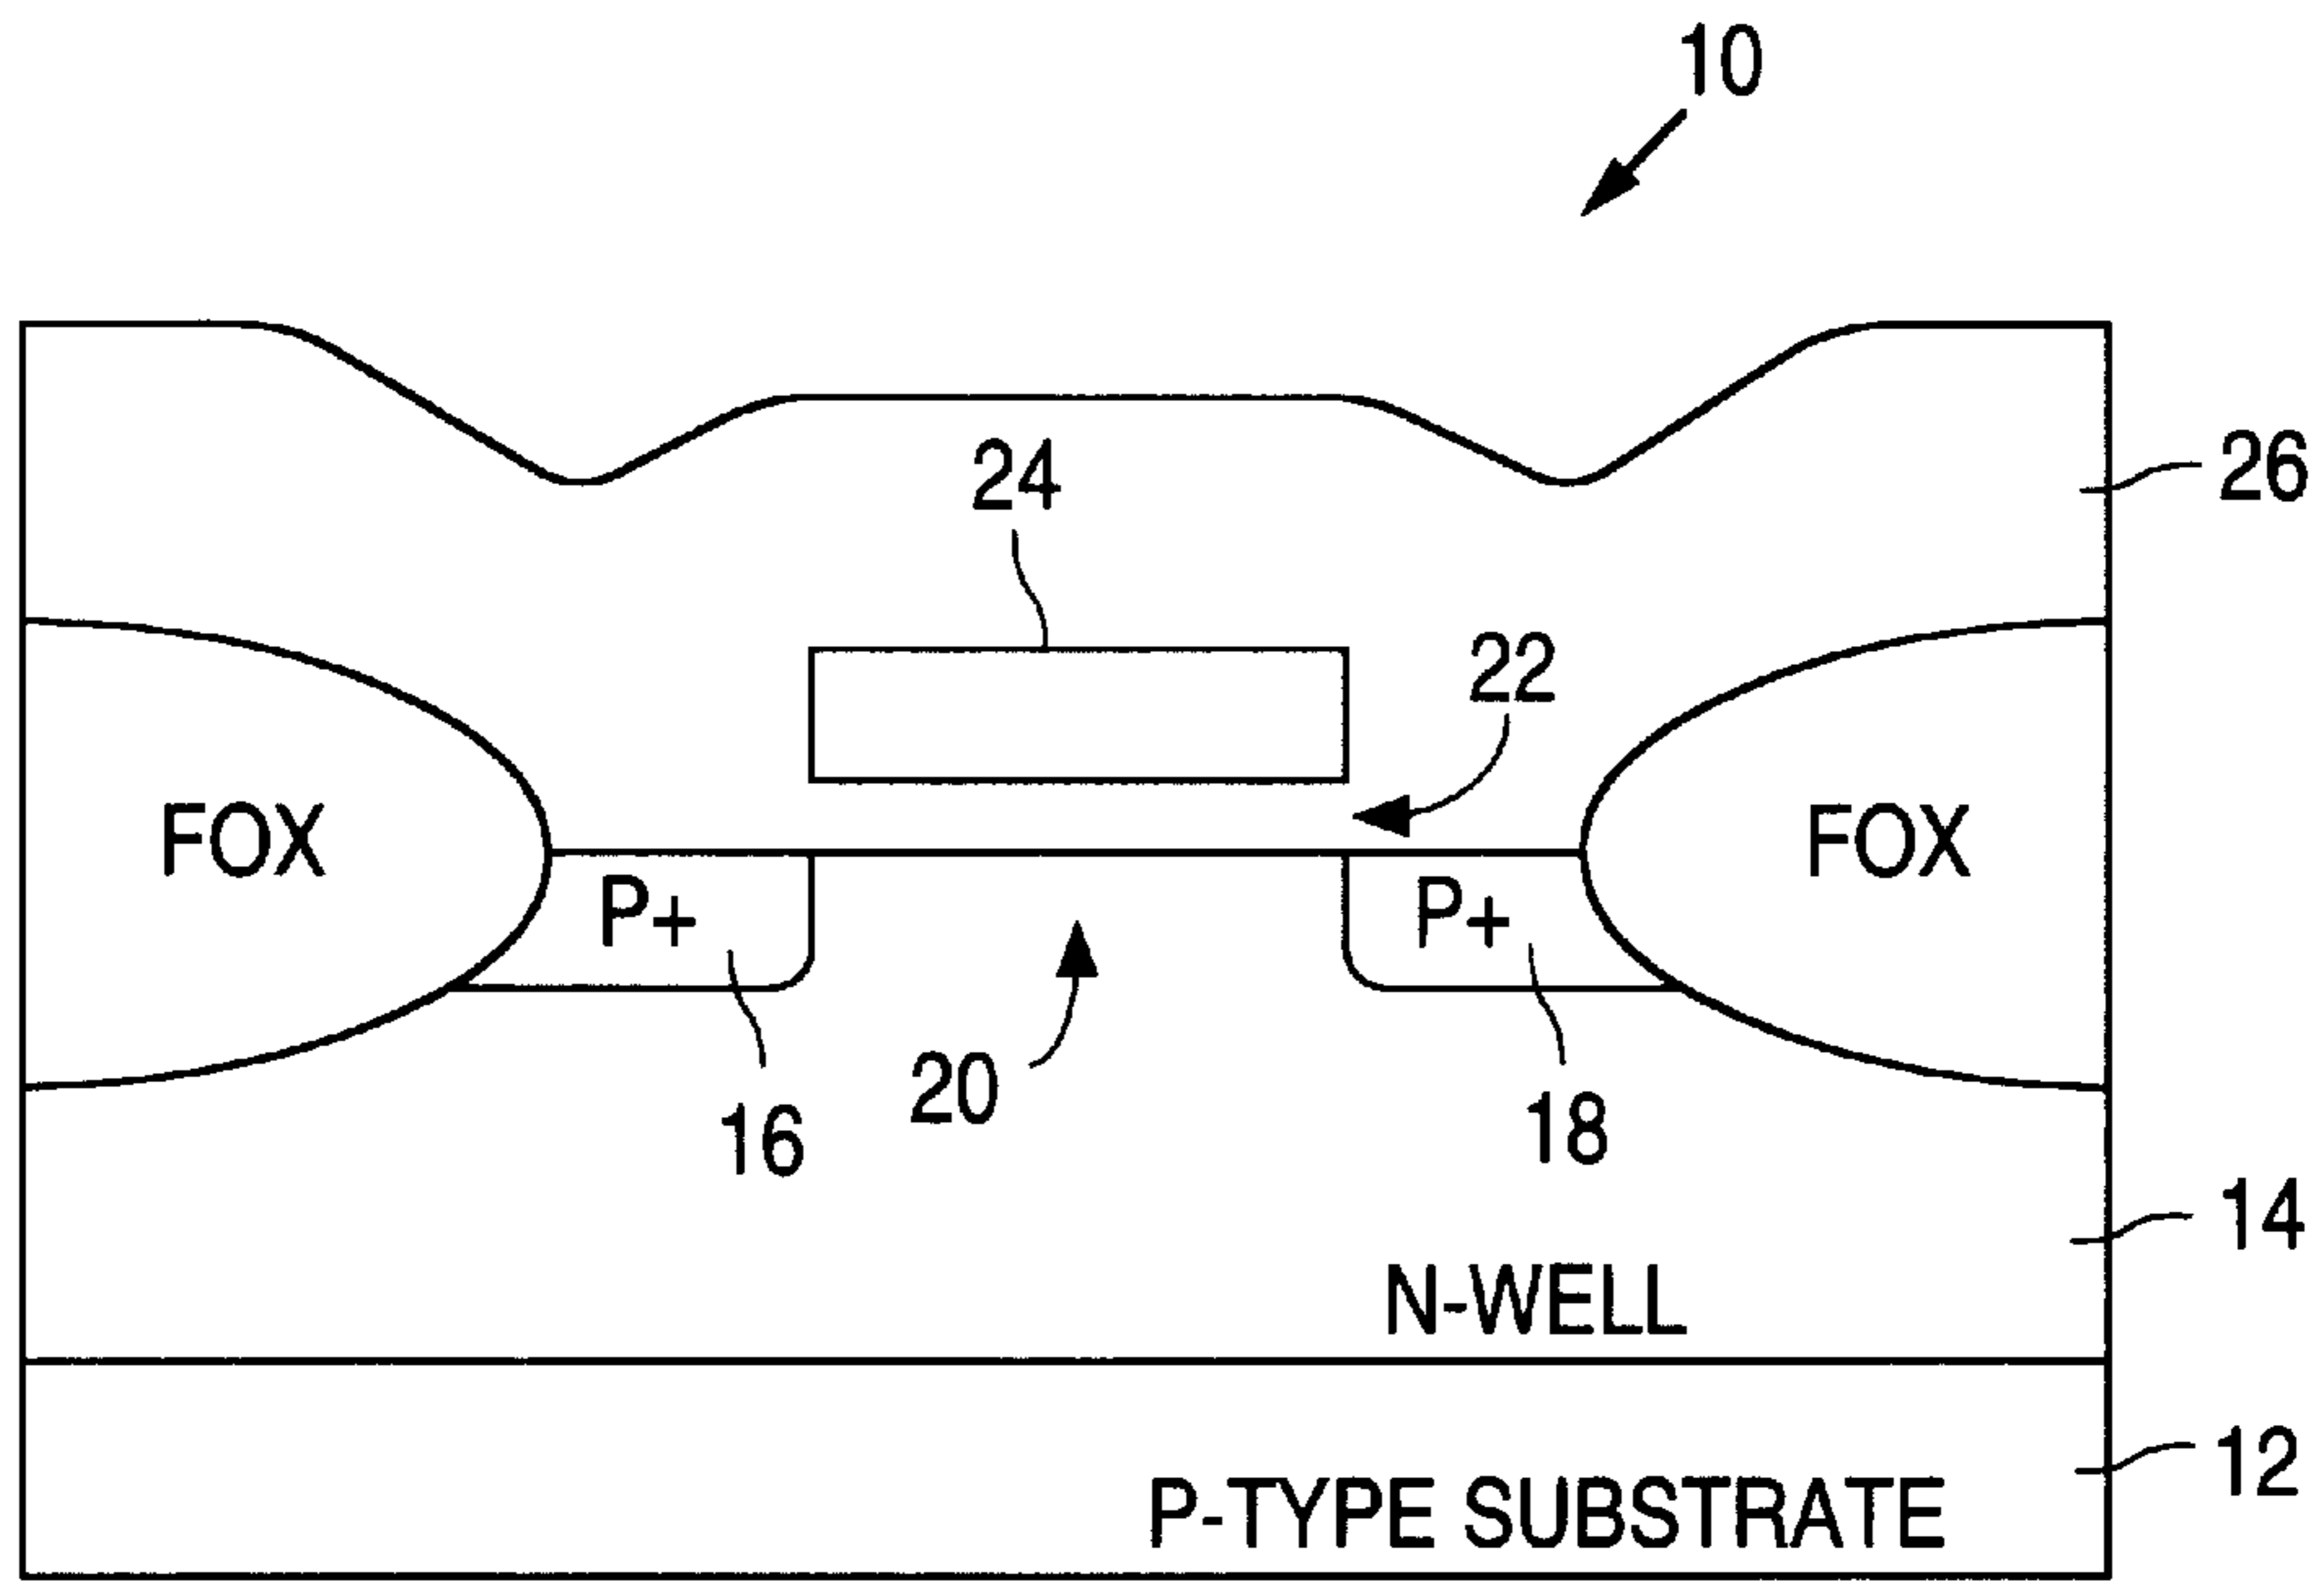 10
26
24
22
FOX
FOX
P+
P+
20
16
18
14
N-WELL
12
P-TYPE SUBSTRATE